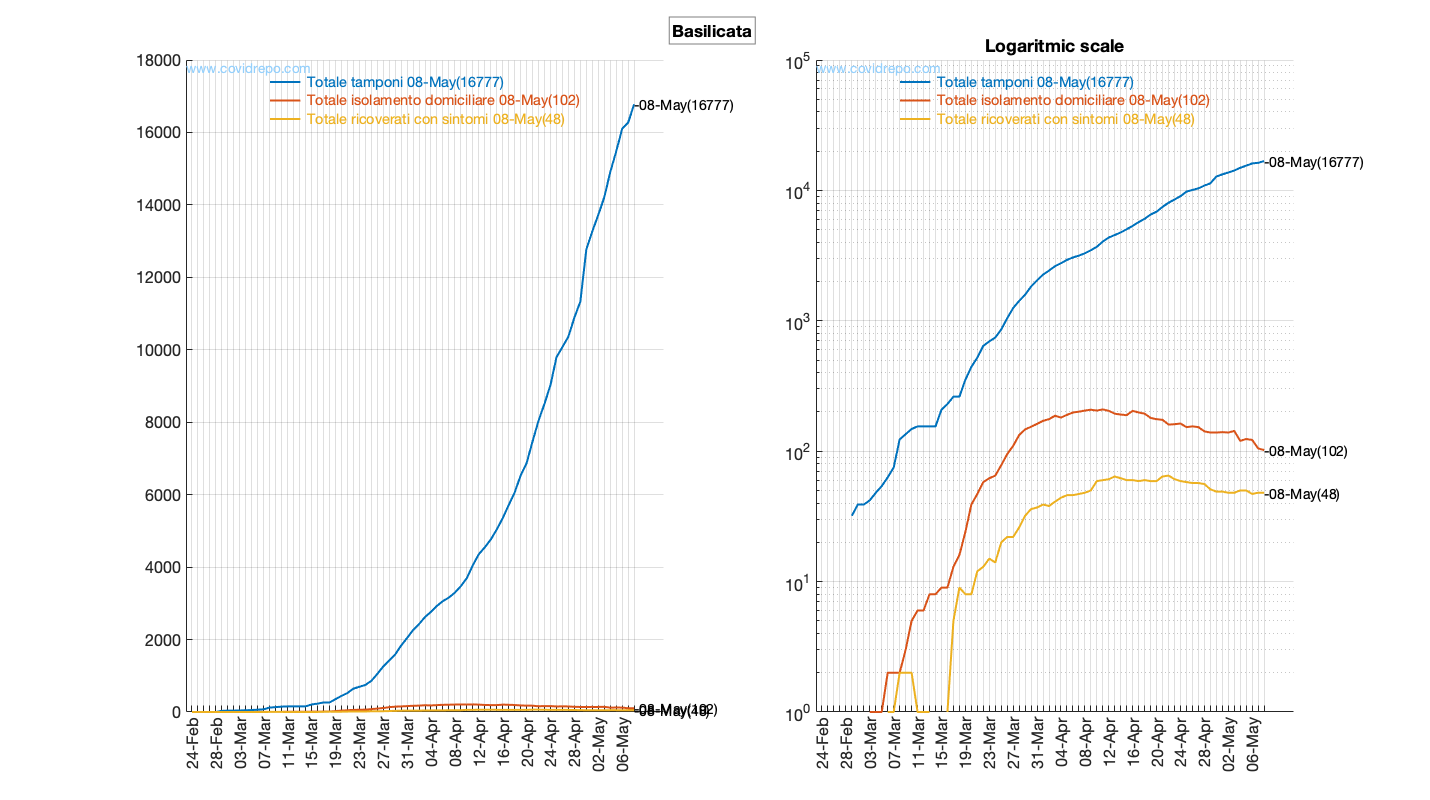 Basilicata
www.covidrepo.com
Totale tamponi 08-May(16777)
Totale isolamento domiciliare 08-May(102)
Totale ricoverati con sintomi 08-May(48)
18000
16000
14000
12000
10000
8000
6000
4000
2000
0
08-May(16777)
08-May(102)
08-May(48)
24-Feb
28-Feb
03-Mar
07-Mar
11-Mar
15-Mar
19-Mar
23-Mar
27-Mar
31-Mar
04-Apr
08-Apr
12-Apr
16-Apr
20-Apr
24-Apr
28-Apr
02-May
06-May
Logaritmic scale
www.covidrepo.com
Totale tamponi 08-May(16777)
Totale isolamento domiciliare 08-May(102)
Totale ricoverati con sintomi 08-May(48)
10^5
10^4
10^3
10^2
10^1
10^0
08-May(16777)
08-May(102)
08-May(48)
24-Feb
28-Feb
03-Mar
07-Mar
11-Mar
15-Mar
19-Mar
23-Mar
27-Mar
31-Mar
04-Apr
08-Apr
12-Apr
16-Apr
20-Apr
24-Apr
28-Apr
02-May
06-May